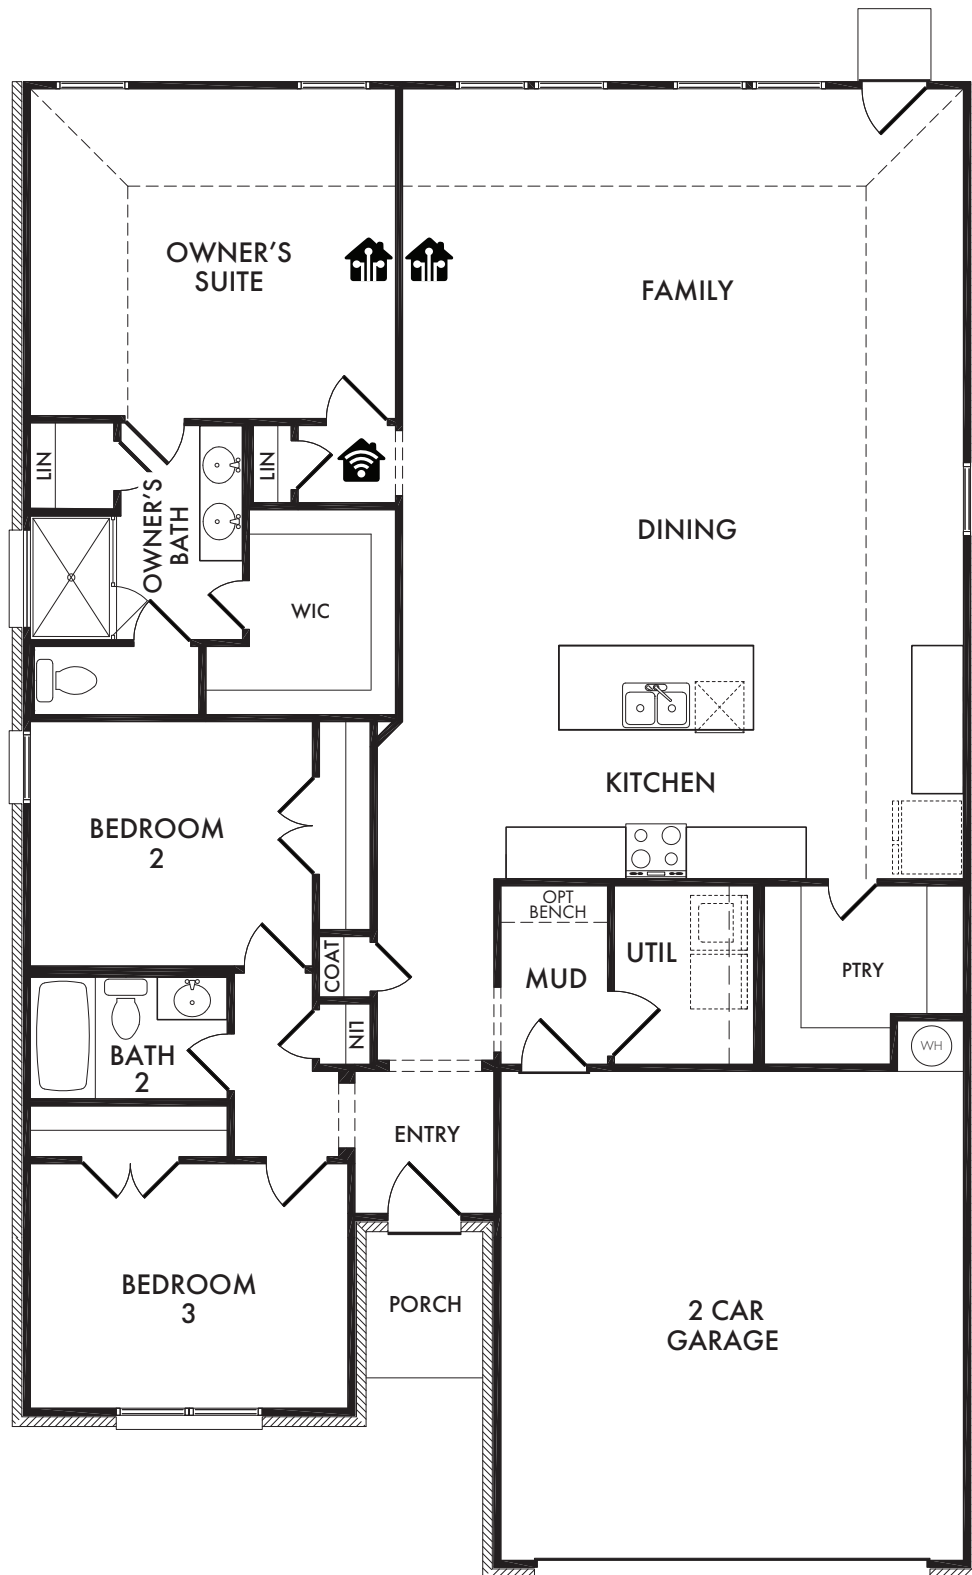 OWNER'S
SUITE
FAMILY
LIN
LIN
OWNER'S
BATH
DINING
WIC
KITCHEN
BEDROOM
2
OPT
BENCH
COAT
MUD
UTIL
PTRY
LIN
BATH
2
WH
ENTRY
BEDROOM
3
PORCH
2 CAR
GARAGE